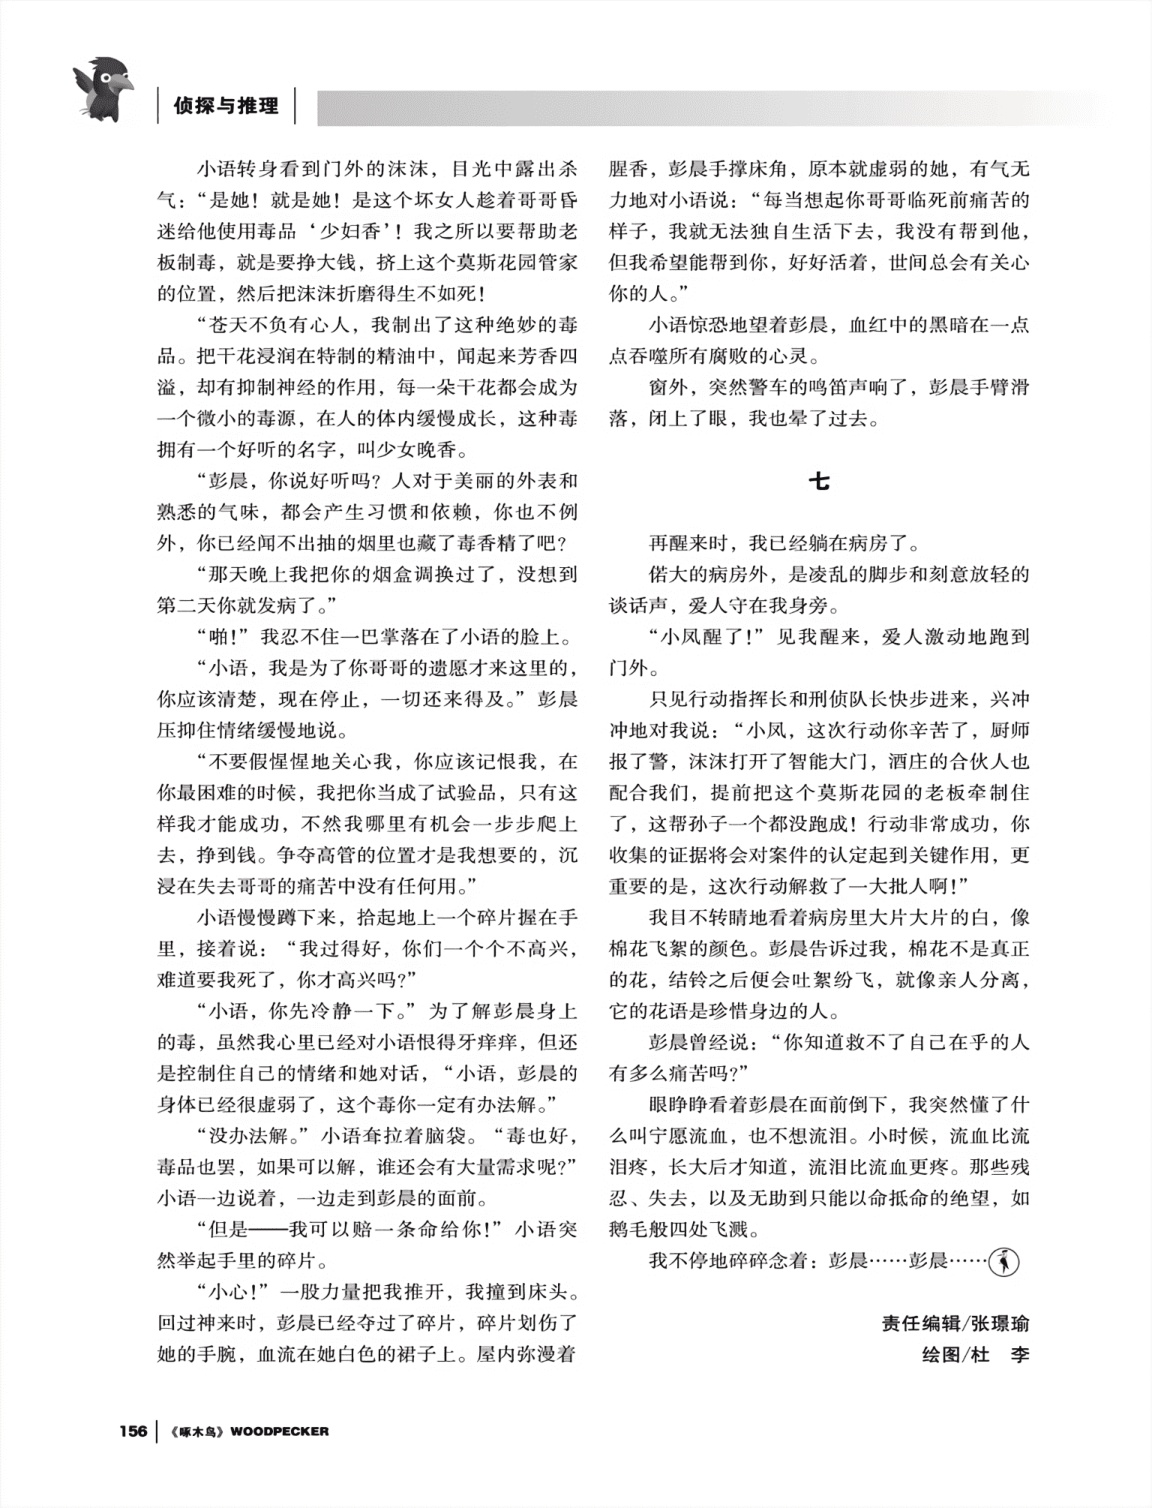 侦探与推理
小语转身看到门外的沫沫，目光中露出杀
气：“是她！就是她！是这个坏女人趁着哥哥昏
迷给他使用毒品‘少妇香’！我之所以要帮助老
板制毒，就是要挣大钱，挤上这个莫斯花园管家
的位置，然后把沫沫折磨得生不如死！
“苍天不负有心人，我制出了这种绝妙的毒
品。把干花浸润在特制的精油中，闻起来芳香四
溢，却有抑制神经的作用，每一朵干花都会成为
一个微小的毒源，在人的体内缓慢成长，这种毒
拥有一个好听的名字，叫少女晚香。
“彭晨，你说好听吗？人对于美丽的外表和
熟悉的气味，都会产生习惯和依赖，你也不例
外，你已经闻不出抽的烟里也藏了毒香精了吧？
“那天晚上我把你的烟盒调换过了，没想到
第二天你就发病了。”
“啪！”我忍不住一巴掌落在了小语的脸上。
“小语，我是为了你哥哥的遗愿才来这里的，
你应该清楚，现在停止，一切还来得及。”彭晨
压抑住情绪缓慢地说。
“不要假惺惺地关心我，你应该记恨我，在
你最困难的时候，我把你当成了试验品，只有这
样我才能成功，不然我哪里有机会一步步爬上
去，挣到钱。争夺高管的位置才是我想要的，沉
浸在失去哥哥的痛苦中没有任何用。”
小语慢慢蹲下来，拾起地上一个碎片握在手
里，接着说：“我过得好，你们一个个不高兴，
难道要我死了，你才高兴吗？”
“小语，你先冷静一下。”为了解彭晨身上
的毒，虽然我心里已经对小语恨得牙痒痒，但还
是控制住自己的情绪和她对话，“小语，彭晨的
身体已经很虚弱了，这个毒你一定有办法解。”
“没办法解。”小语耷拉着脑袋。“毒也好，
毒品也罢，如果可以解，谁还会有大量需求呢？”
小语一边说着，一边走到彭晨的面前。
“但是——我可以赔一条命给你！”小语突
然举起手里的碎片。
“小心！”一股力量把我推开，我撞到床头。
回过神来时，彭晨已经夺过了碎片，碎片划伤了
她的手腕，血流在她白色的裙子上。屋内弥漫着
腥香，彭晨手撑床角，原本就虚弱的她，有气无
力地对小语说：“每当想起你哥哥临死前痛苦的
样子，我就无法独自生活下去，我没有帮到他，
但我希望能帮到你，好好活着，世间总会有关心
你的人。”
小语惊恐地望着彭晨，血红中的黑暗在一点
点吞噬所有腐败的心灵。
窗外，突然警车的鸣笛声响了，彭晨手臂滑
落，闭上了眼，我也晕了过去。
七
再醒来时，我已经躺在病房了。
偌大的病房外，是凌乱的脚步和刻意放轻的
谈话声，爱人守在我身旁。
“小凤醒了！”见我醒来，爱人激动地跑到
门外。
只见行动指挥长和刑侦队长快步进来，兴冲
冲地对我说：“小凤，这次行动你辛苦了，厨师
报了警，沫沫打开了智能大门，酒庄的合伙人也
配合我们，提前把这个莫斯花园的老板牵制住
了，这帮孙子一个都没跑成！行动非常成功，你
收集的证据将会对案件的认定起到关键作用，更
重要的是，这次行动解救了一大批人啊！”
我目不转睛地看着病房里大片大片的白，像
棉花飞絮的颜色。彭晨告诉过我，棉花不是真正
的花，结铃之后便会吐絮纷飞，就像亲人分离，
它的花语是珍惜身边的人。
彭晨曾经说：“你知道救不了自己在乎的人
有多么痛苦吗？”
眼睁睁看着彭晨在面前倒下，我突然懂了什
么叫宁愿流血，也不想流泪。小时候，流血比流
泪疼，长大后才知道，流泪比流血更疼。那些残
忍、失去，以及无助到只能以命抵命的绝望，如
鹅毛般四处飞溅。
我不停地碎碎念着：彭晨……彭晨……
责任编辑/张璟瑜
绘图/杜　李
156 《啄木鸟》WOODPECKER